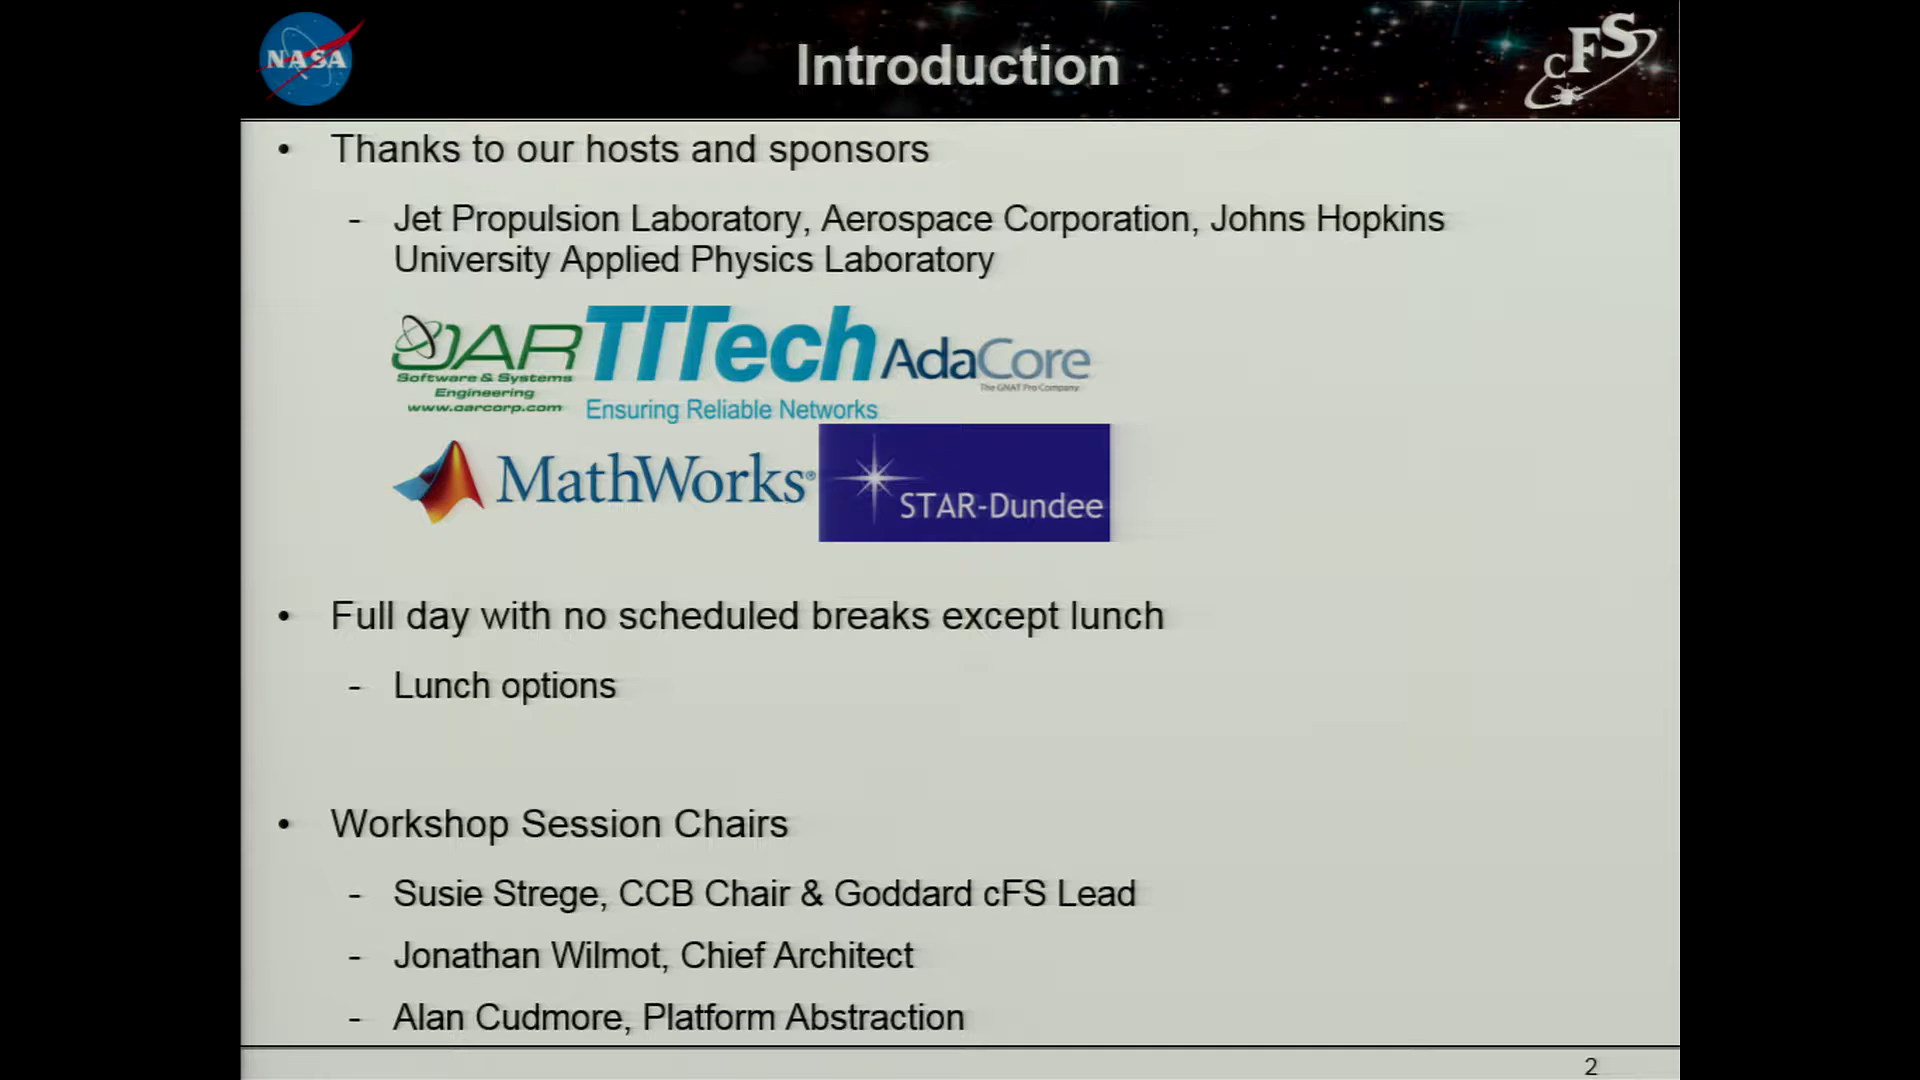 NASA
Introduction
cFS
• Thanks to our hosts and sponsors
- Jet Propulsion Laboratory, Aerospace Corporation, Johns Hopkins
University Applied Physics Laboratory
OAR
Software & Systems
Engineering
www.oarcorp.com
TTTech
Ensuring Reliable Networks
AdaCore
The GNAT Pro Company
MathWorks®
STAR-Dundee
• Full day with no scheduled breaks except lunch
- Lunch options
• Workshop Session Chairs
- Susie Strege, CCB Chair & Goddard cFS Lead
- Jonathan Wilmot, Chief Architect
- Alan Cudmore, Platform Abstraction
2